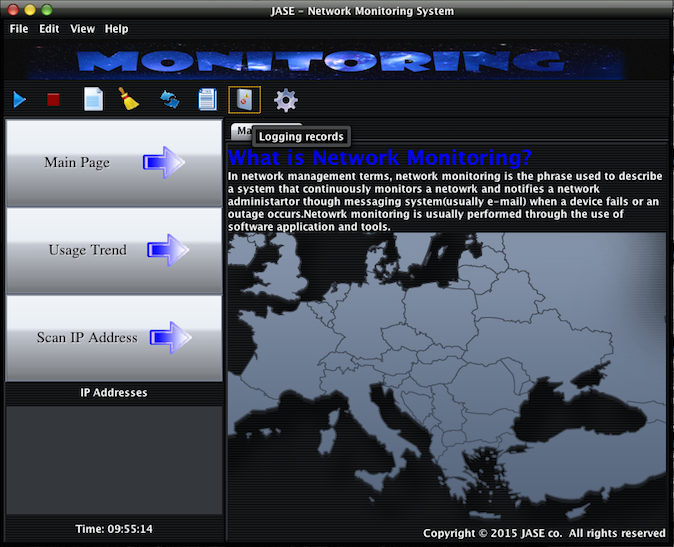 JASE - Network Monitoring System
File Edit View Help
MONITORING
Ma
Logging records
Main Page
Usage Trend
Scan IP Address
IP Addresses
Time: 09:55:14
What is Network Monitoring?
In network management terms, network monitoring is the phrase used to describe
a system that continuously monitors a netowrk and notifies a network
administartor though messaging system(usually e-mail) when a device fails or an
outage occurs.Netowrk monitoring is usually performed through the use of
software application and tools.
Copyright © 2015 JASE co. All rights reserved